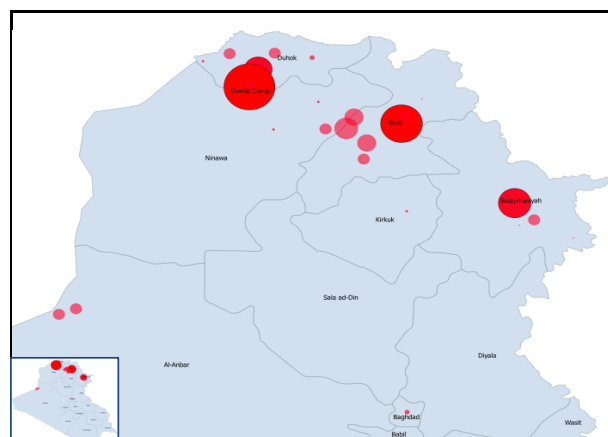 Duhok
Domiz Camp
Erbil
Ninawa
Sulaymaniyah
Kirkuk
Sala ad-Din
Diyala
Al-Anbar
Baghdad
Wasit
Babil